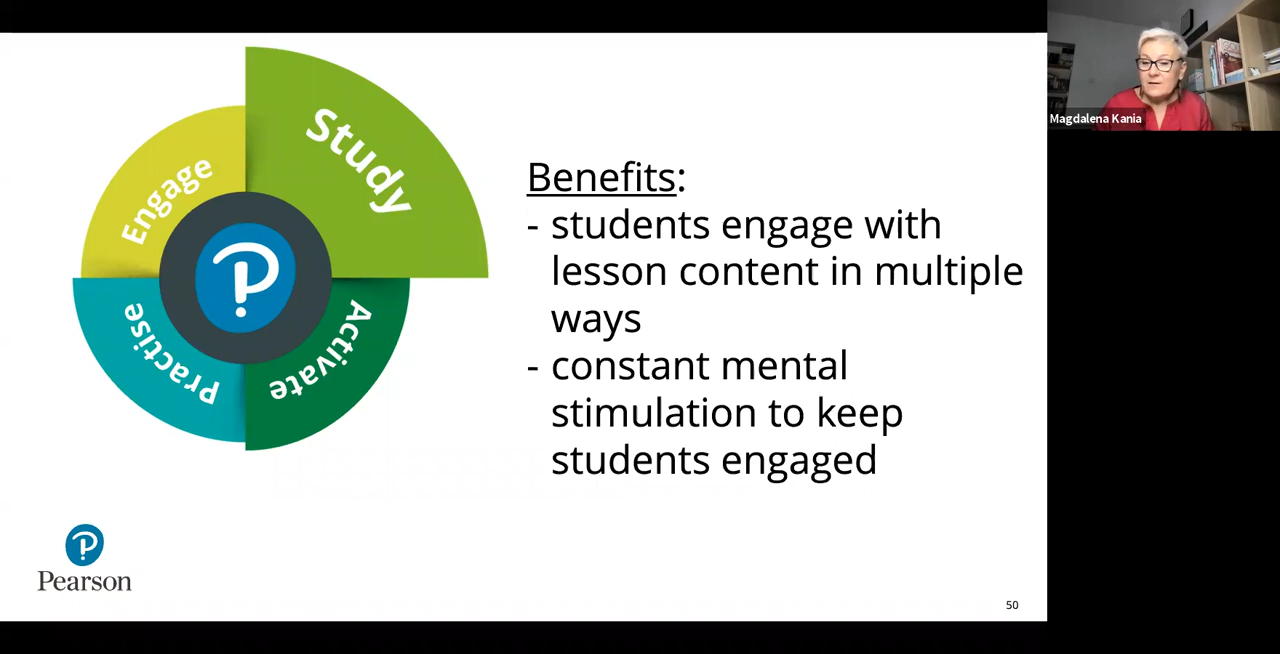 Study
Engage
Practise
Activate
Benefits:
- students engage with
lesson content in multiple
ways
- constant mental
stimulation to keep
students engaged
Pearson
50
Magdalena Kania